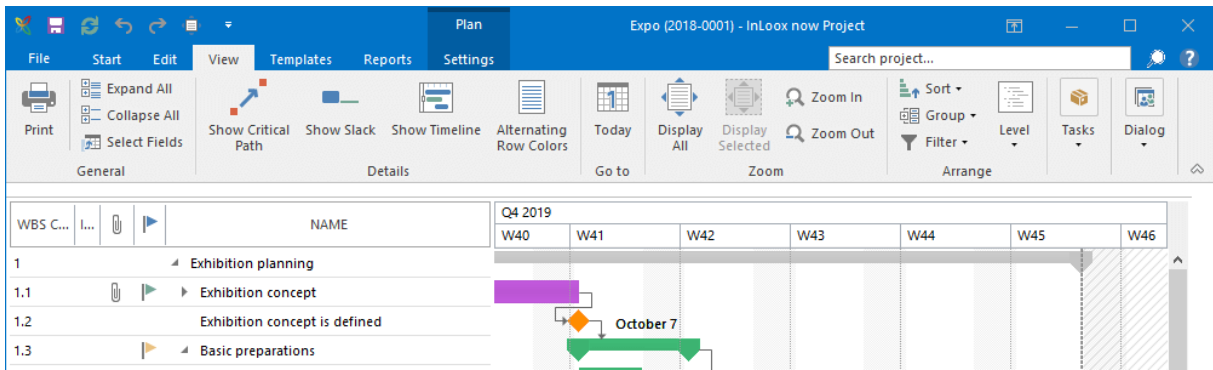 Plan
Expo (2018-0001) - InLoox now Project
File Start Edit View Templates Reports Settings
Search project...
?
Print
Expand All
Collapse All
Select Fields
General
Show Critical
Path
Show Slack
Show Timeline
Alternating
Row Colors
Details
1
Today
Go to
Display
All
Display
Selected
Zoom In
Zoom Out
Zoom
Sort
Group
Filter
Level
Arrange
Tasks
Dialog
WBS C... I... NAME
Q4 2019
W40 W41 W42 W43 W44 W45 W46
1 Exhibition planning
1.1 Exhibition concept
1.2 Exhibition concept is defined
October 7
1.3 Basic preparations